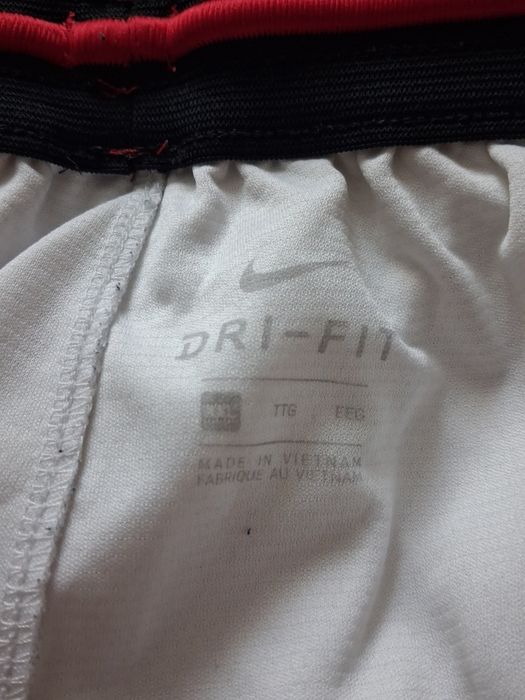 DRI-FIT
TTG EEG
MADE IN VIETNAM
FABRIQUE AU VIETNAM